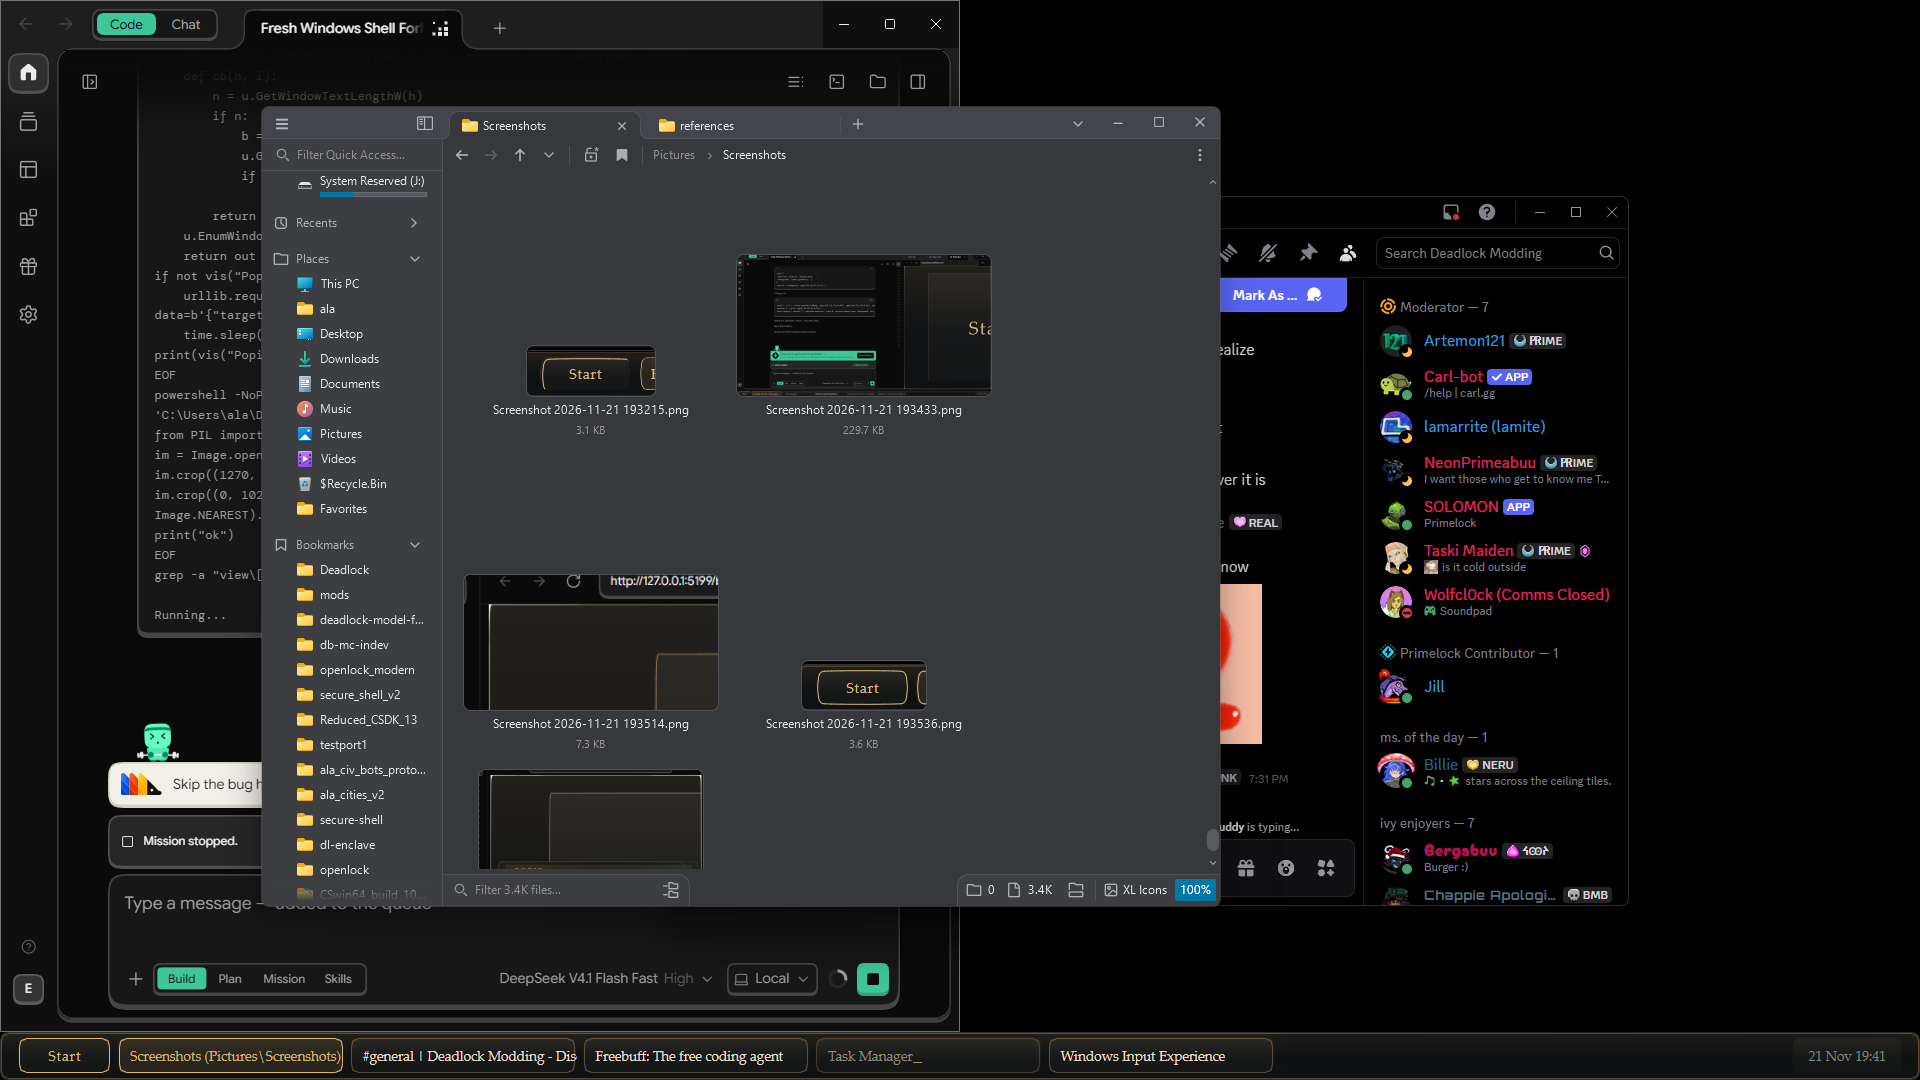 Code
Chat
Fresh Windows Shell For
def cb(h, l):
n = u.GetWindowTextLengthW(h)
if n:
b =
u.G
if
return
u.EnumWindo
return out
if not vis("Pop
urllib.requ
data=b'{"target
time.sleep(
print(vis("Popi
EOF
powershell -NoP
'C:\Users\ala\D
from PIL import
im = Image.open
im.crop((1270,
im.crop((0, 102
Image.NEAREST).
print("ok")
EOF
grep -a "view\[
Running...
Skip the bug h
Mission stopped.
Type a message — added to the queue
Build
Plan
Mission
Skills
DeepSeek V4.1 Flash Fast High
Local
E
Screenshots
references
Filter Quick Access...
Pictures
Screenshots
System Reserved (J:)
Recents
Places
This PC
ala
Desktop
Downloads
Documents
Music
Pictures
Videos
$Recycle.Bin
Favorites
Bookmarks
Deadlock
mods
deadlock-model-f...
db-mc-indev
openlock_modern
secure_shell_v2
Reduced_CSDK_13
testport1
ala_civ_bots_proto...
ala_cities_v2
secure-shell
dl-enclave
openlock
CSwin64_build_10...
Start
Screenshot 2026-11-21 193215.png
3.1 KB
Sta
Screenshot 2026-11-21 193433.png
229.7 KB
http://127.0.0.1:5199/b
Screenshot 2026-11-21 193514.png
7.3 KB
Start
Screenshot 2026-11-21 193536.png
3.6 KB
Filter 3.4K files...
0
3.4K
XL Icons
100%
Search Deadlock Modding
Mark As ...
ealize
t
ver it is
e REAL
now
NK 7:31 PM
uddy is typing...
Moderator — 7
Artemon121 PRIME
Carl-bot APP
/help | carl.gg
lamarrite (lamite)
NeonPrimeabuu PRIME
I want those who get to know me T...
SOLOMON APP
Primelock
Taski Maiden PRIME
is it cold outside
Wolfcl0ck (Comms Closed)
Soundpad
Primelock Contributor — 1
Jill
ms. of the day — 1
Billie NERU
stars across the ceiling tiles.
ivy enjoyers — 7
Bergabuu
Burger :)
Chappie Apologi... BMB
Start
Screenshots (Pictures\Screenshots)
#general | Deadlock Modding - Dis
Freebuff: The free coding agent
Task Manager_
Windows Input Experience
21 Nov 19:41